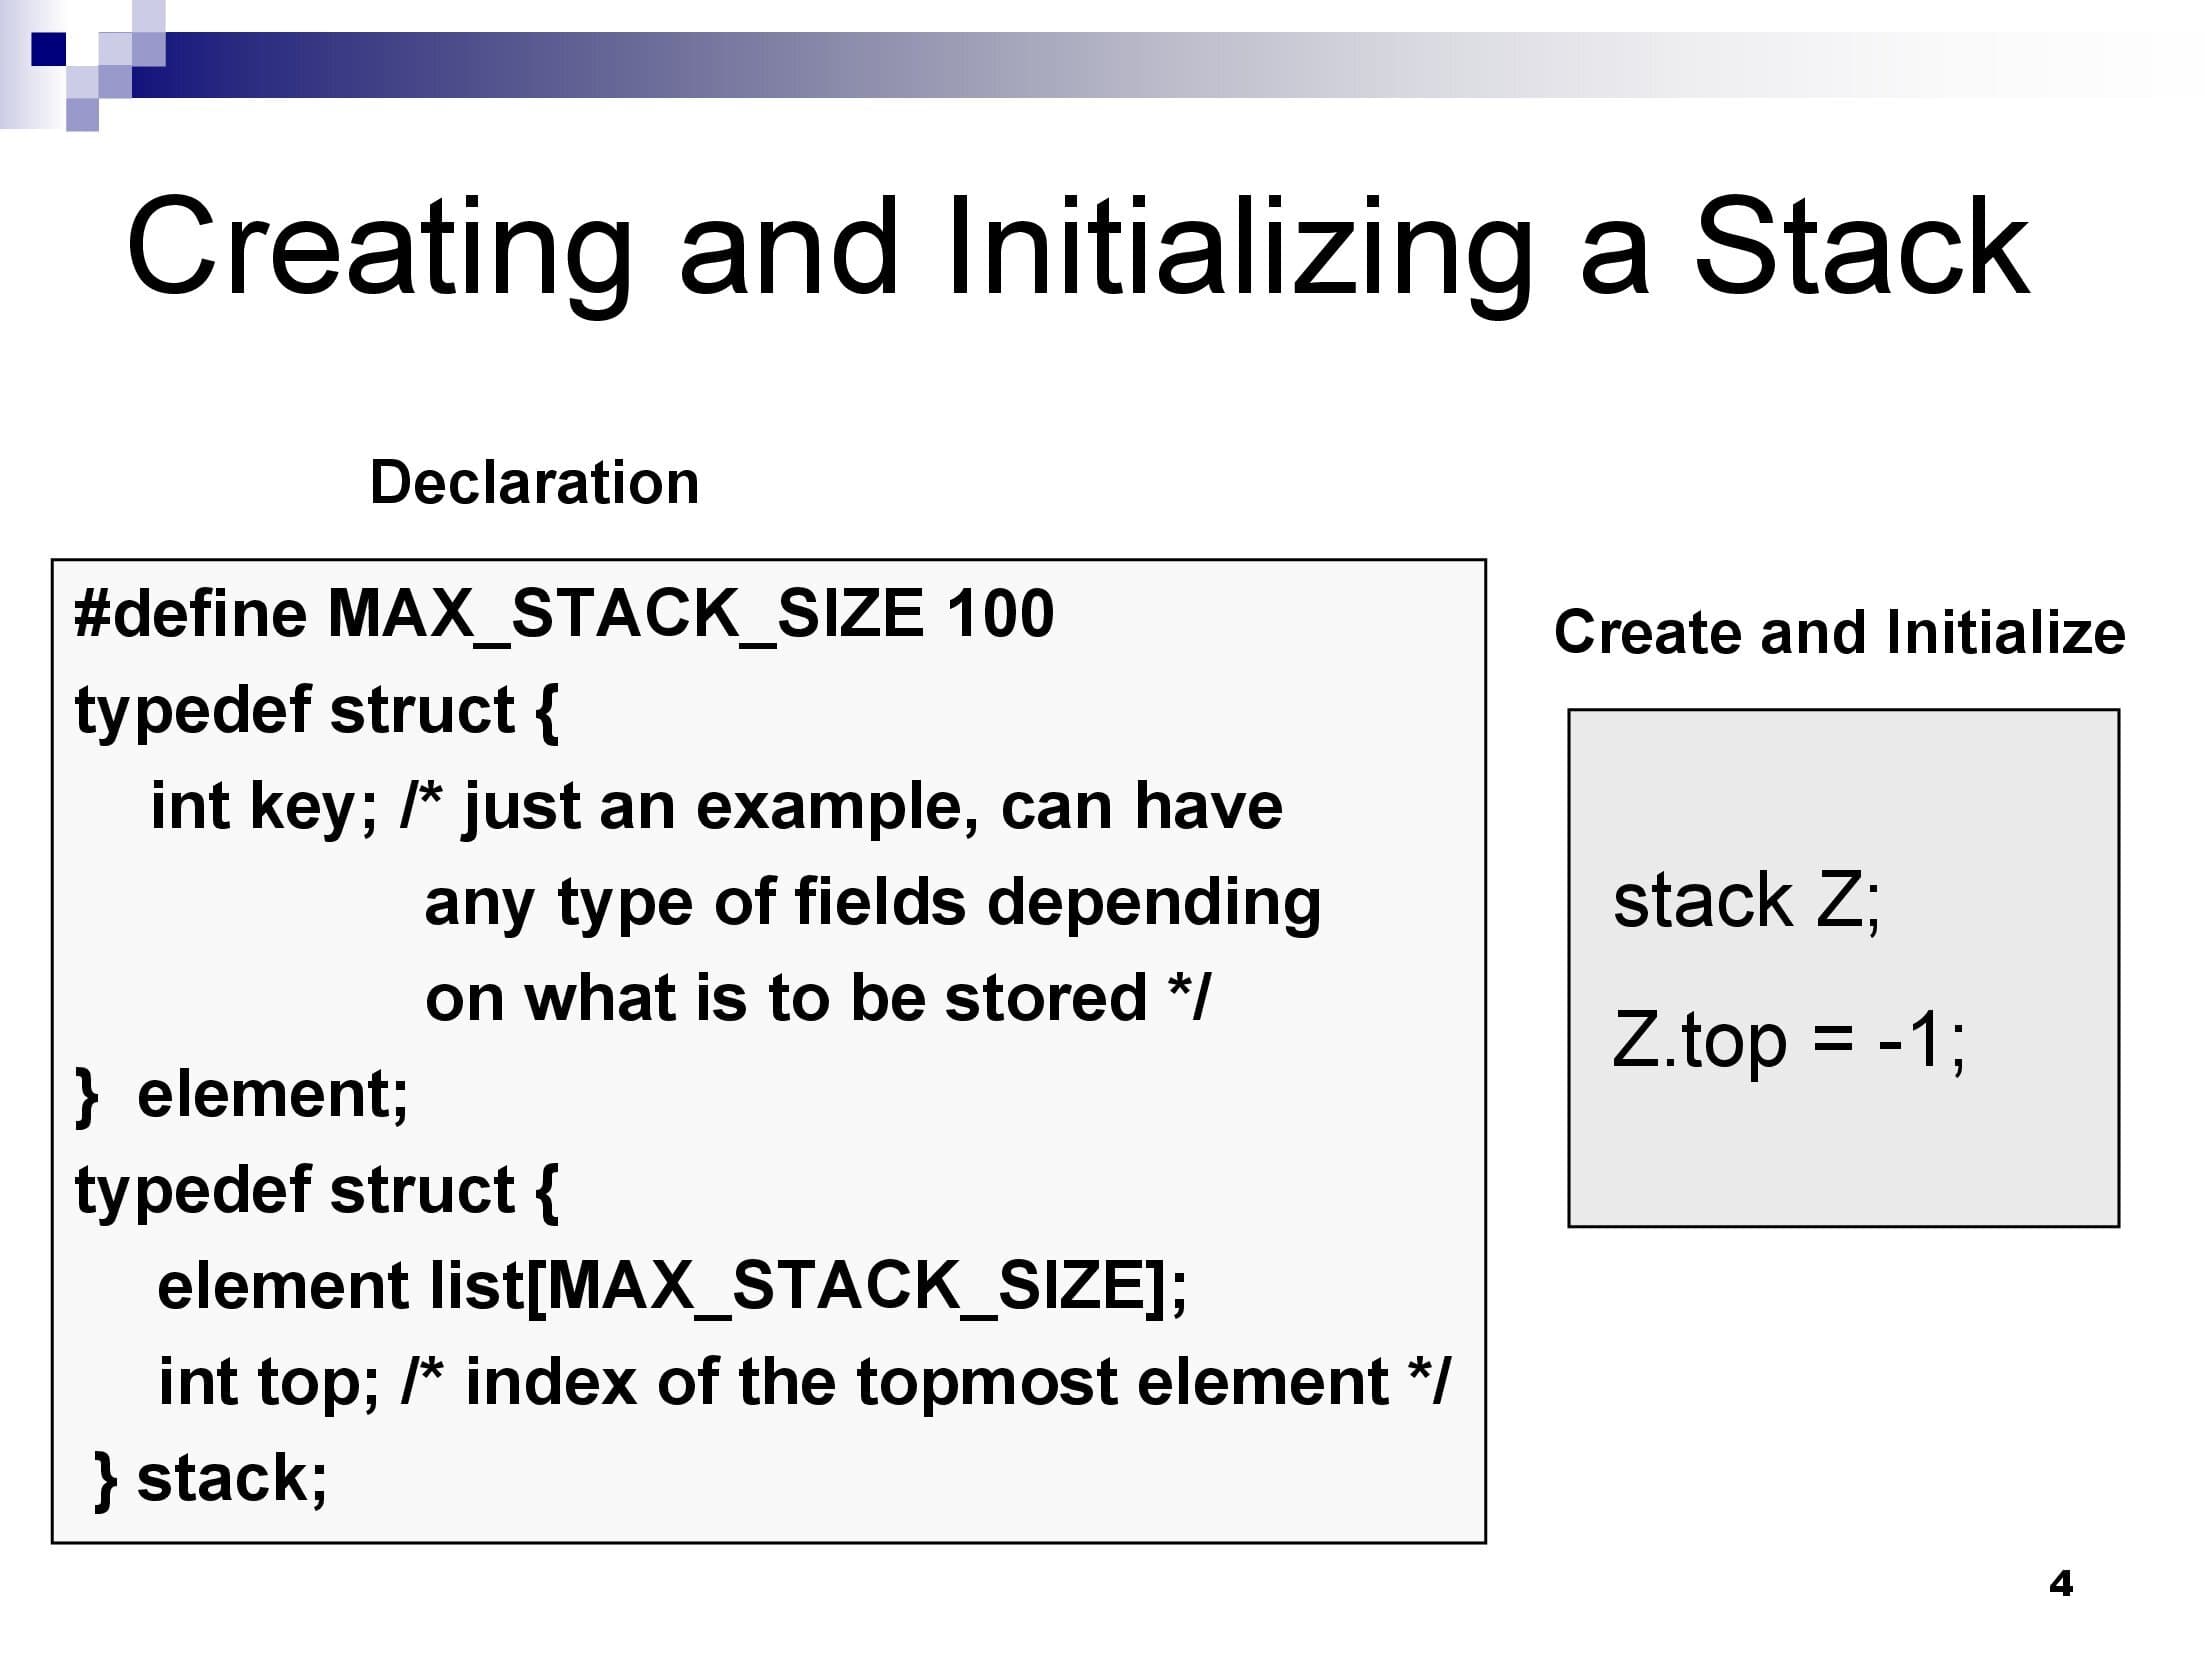 Creating and Initializing a Stack
Declaration
#define MAX_STACK_SIZE 100
typedef struct {
int key; /* just an example, can have
any type of fields depending
on what is to be stored */
} element;
typedef struct {
element list[MAX_STACK_SIZE];
int top; /* index of the topmost element */
} stack;
Create and Initialize
stack Z;
Z.top = -1;
4